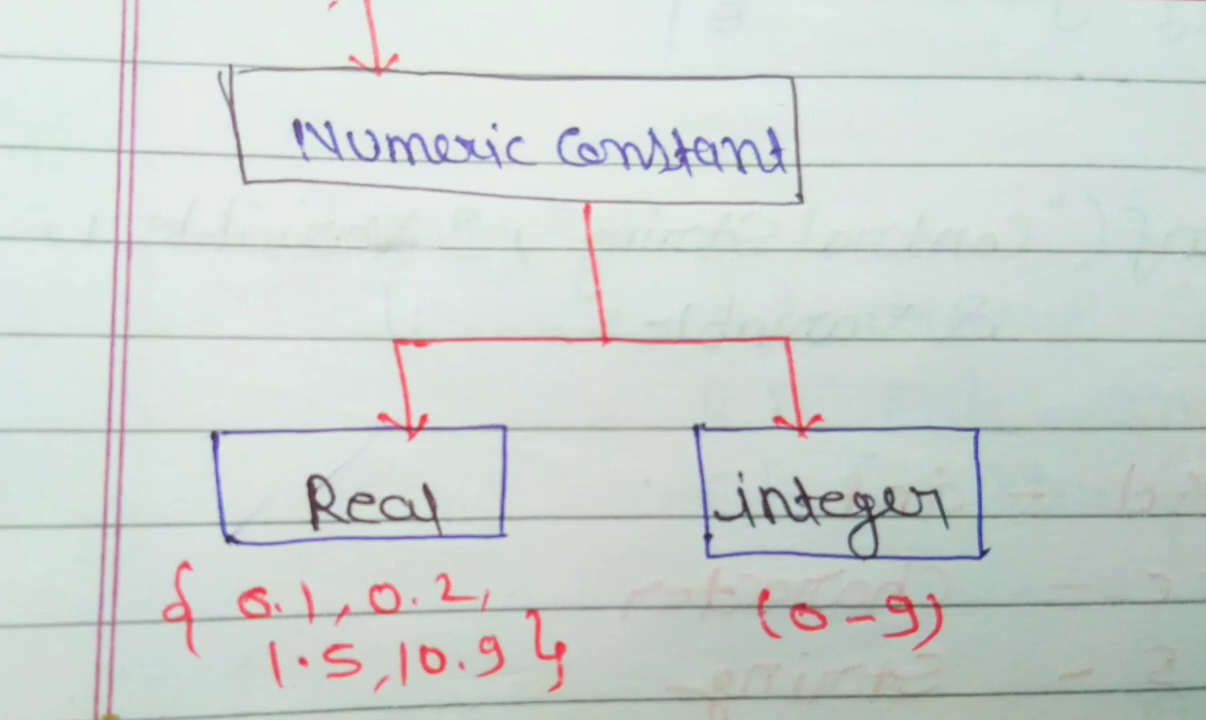 Numeric Constant
Real
integer
{ 0.1, 0.2,
1.5, 10.9 }
(0-9)